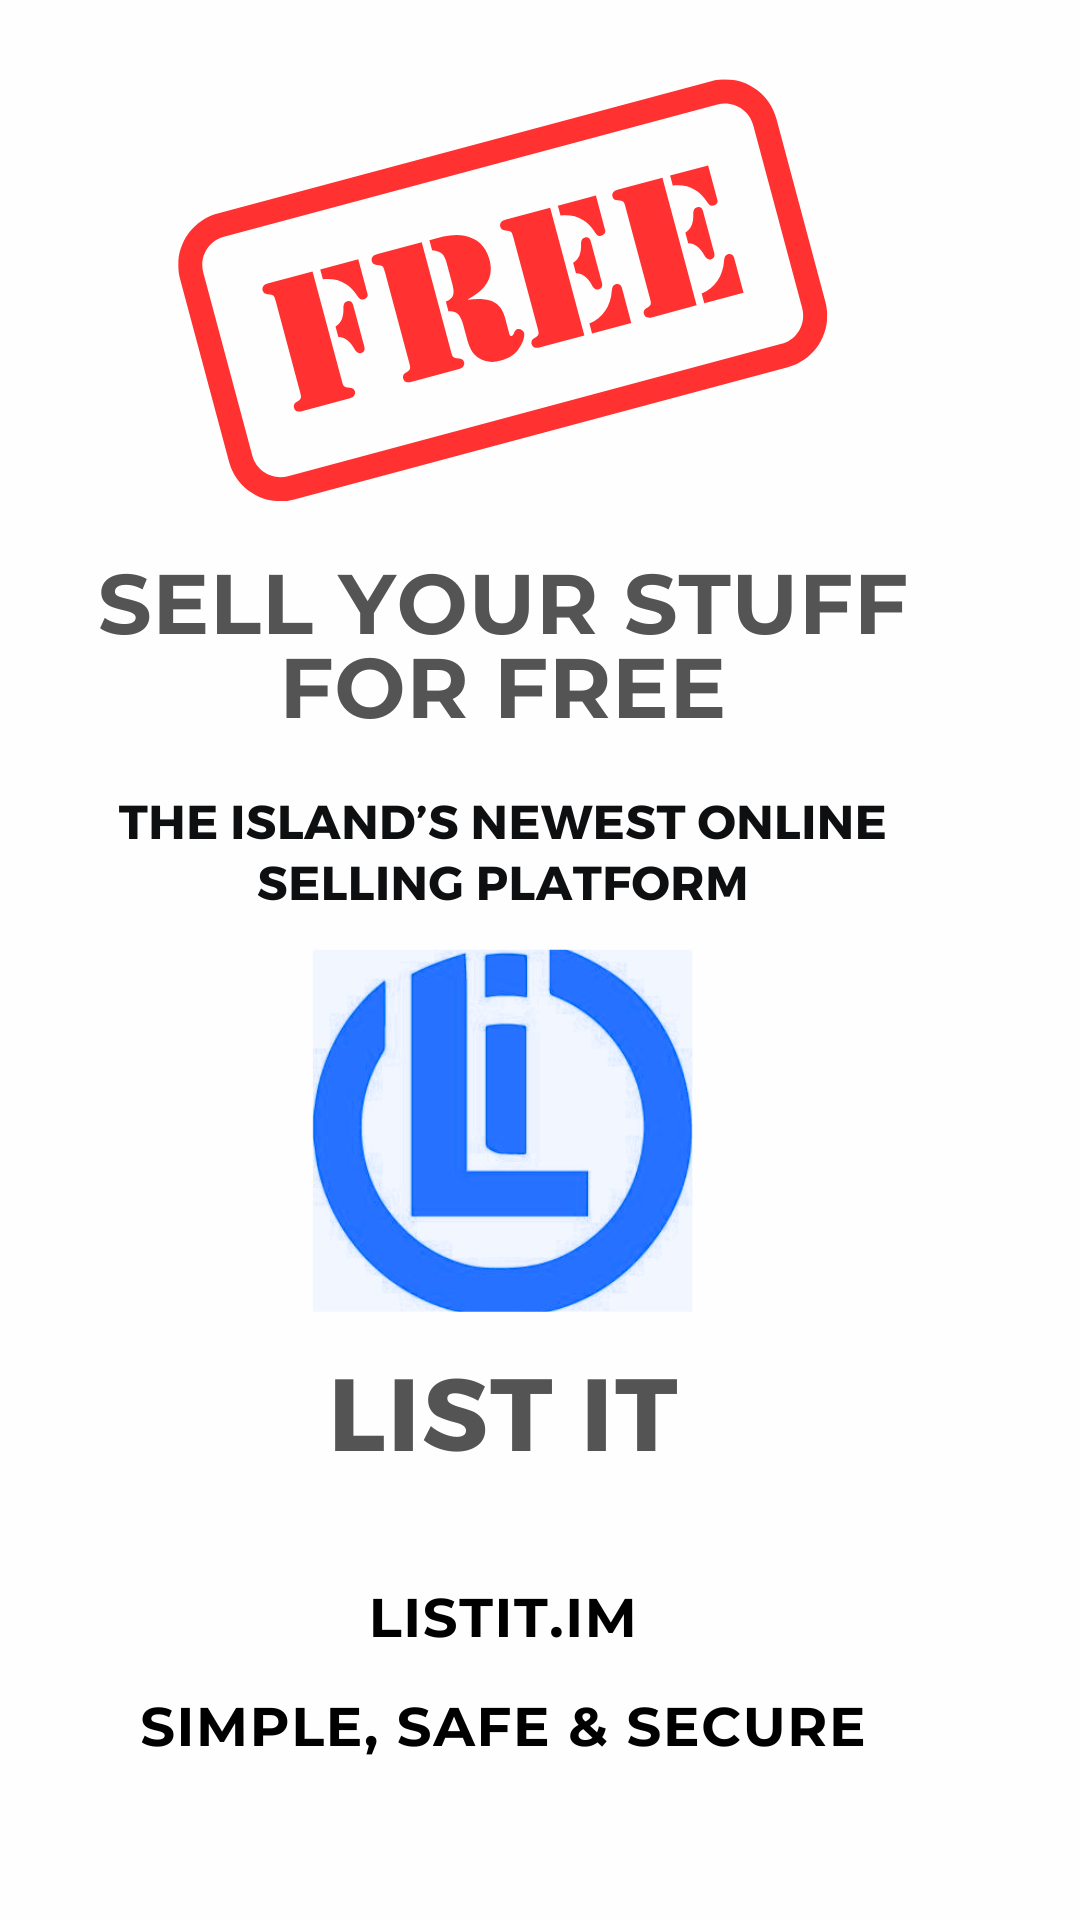 FREE
SELL YOUR STUFF
FOR FREE
THE ISLAND’S NEWEST ONLINE
SELLING PLATFORM
Li
LIST IT
LISTIT.IM
SIMPLE, SAFE & SECURE